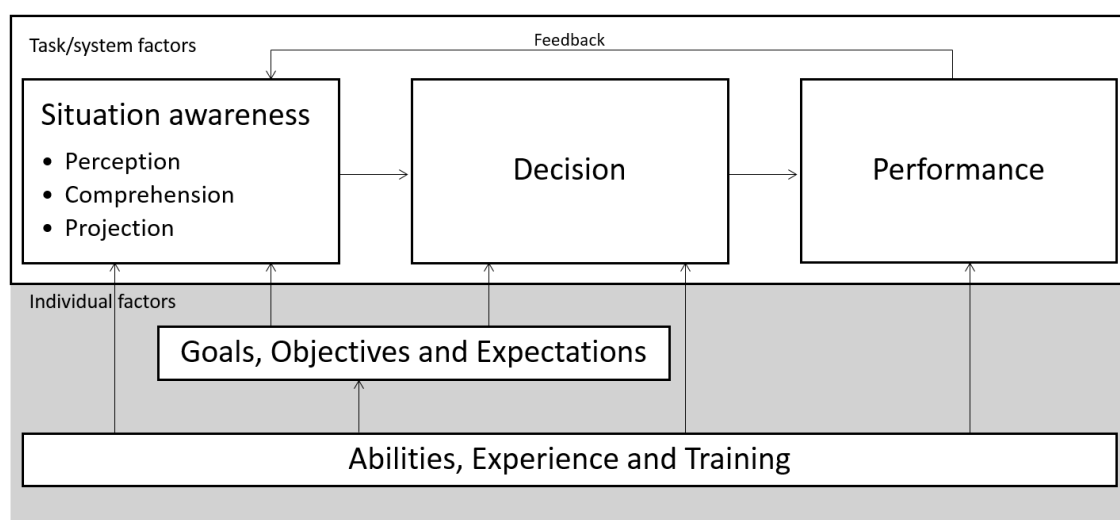 Task/system factors
Feedback
Situation awareness
• Perception
• Comprehension
• Projection
Decision
Performance
Individual factors
Goals, Objectives and Expectations
Abilities, Experience and Training